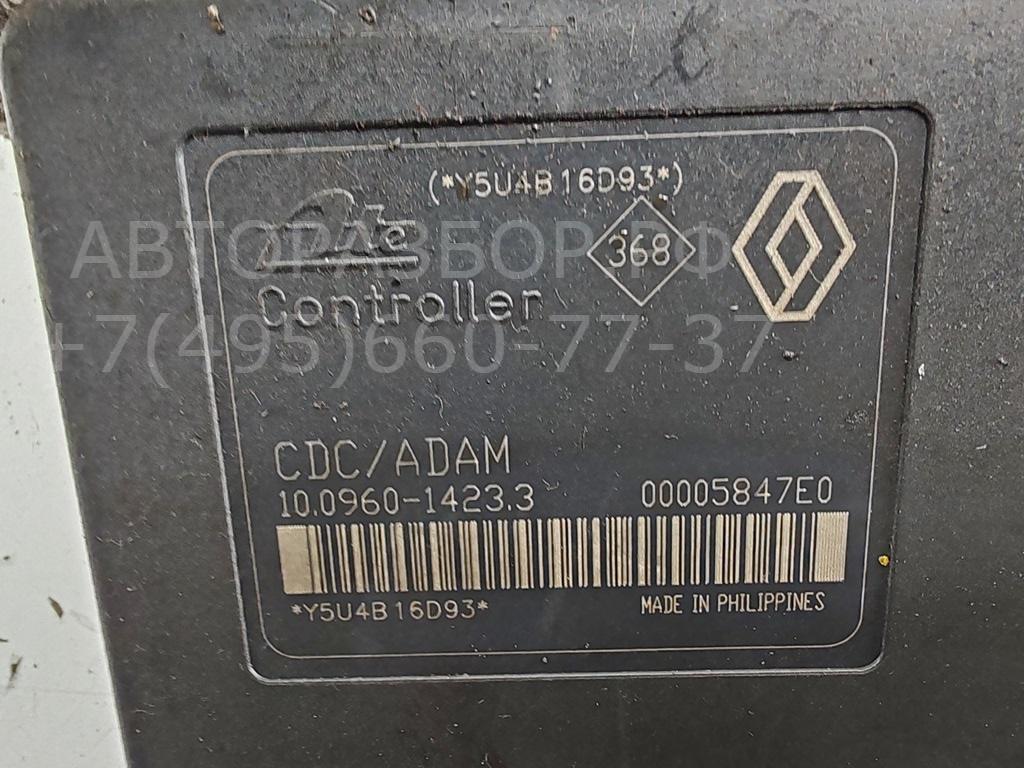 (*Y5U4B16D93*)
Ate
368
АВТОРАЗБОР.РФ
Controller
+7(495)660-77-37
CDC/ADAM
10.0960-1423.3 00005847E0
*Y5U4B16D93* MADE IN PHILIPPINES